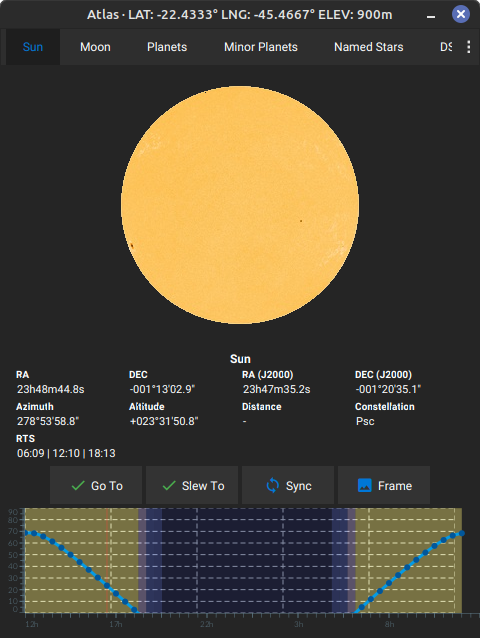 Atlas · LAT: -22.4333° LNG: -45.4667° ELEV: 900m
Sun Moon Planets Minor Planets Named Stars DS
Sun
RA DEC RA (J2000) DEC (J2000)
23h48m44.8s -001°13'02.9" 23h47m35.2s -001°20'35.1"
Azimuth Altitude Distance Constellation
278°53'58.8" +023°31'50.8" - Psc
RTS
06:09 | 12:10 | 18:13
Go To Slew To Sync Frame
90
80
70
60
50
40
30
20
10
0
12h 17h 22h 3h 8h